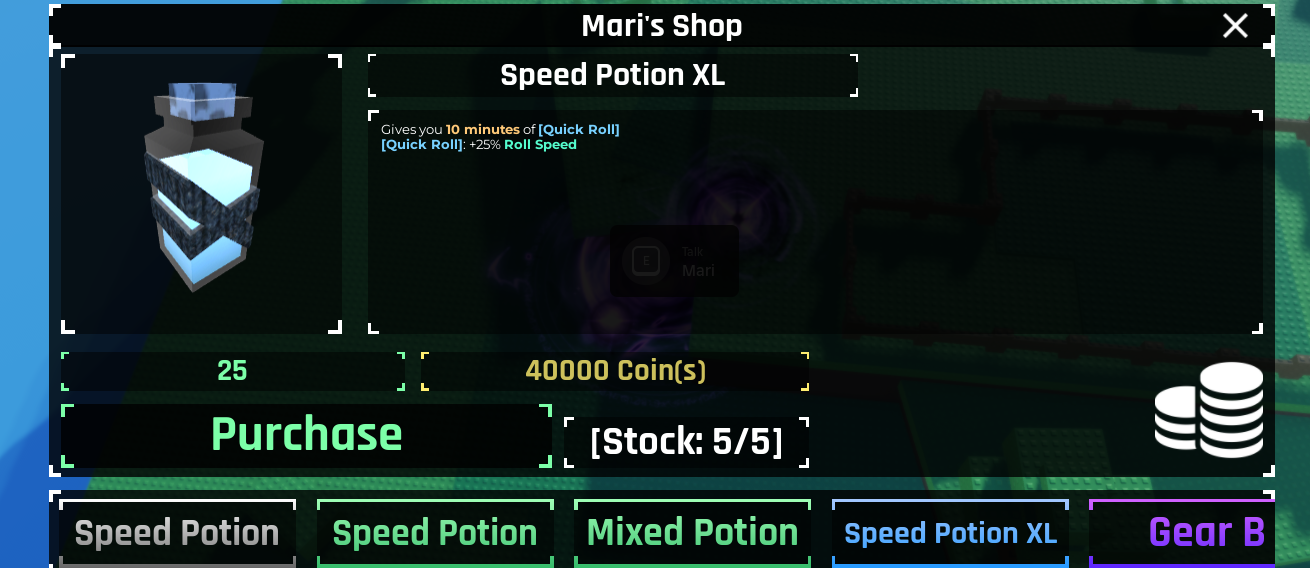 Mari's Shop
Speed Potion XL
Gives you 10 minutes of [Quick Roll]
[Quick Roll]: +25% Roll Speed
E
Talk
Mari
25
40000 Coin(s)
Purchase
[Stock: 5/5]
Speed Potion
Speed Potion
Mixed Potion
Speed Potion XL
Gear B